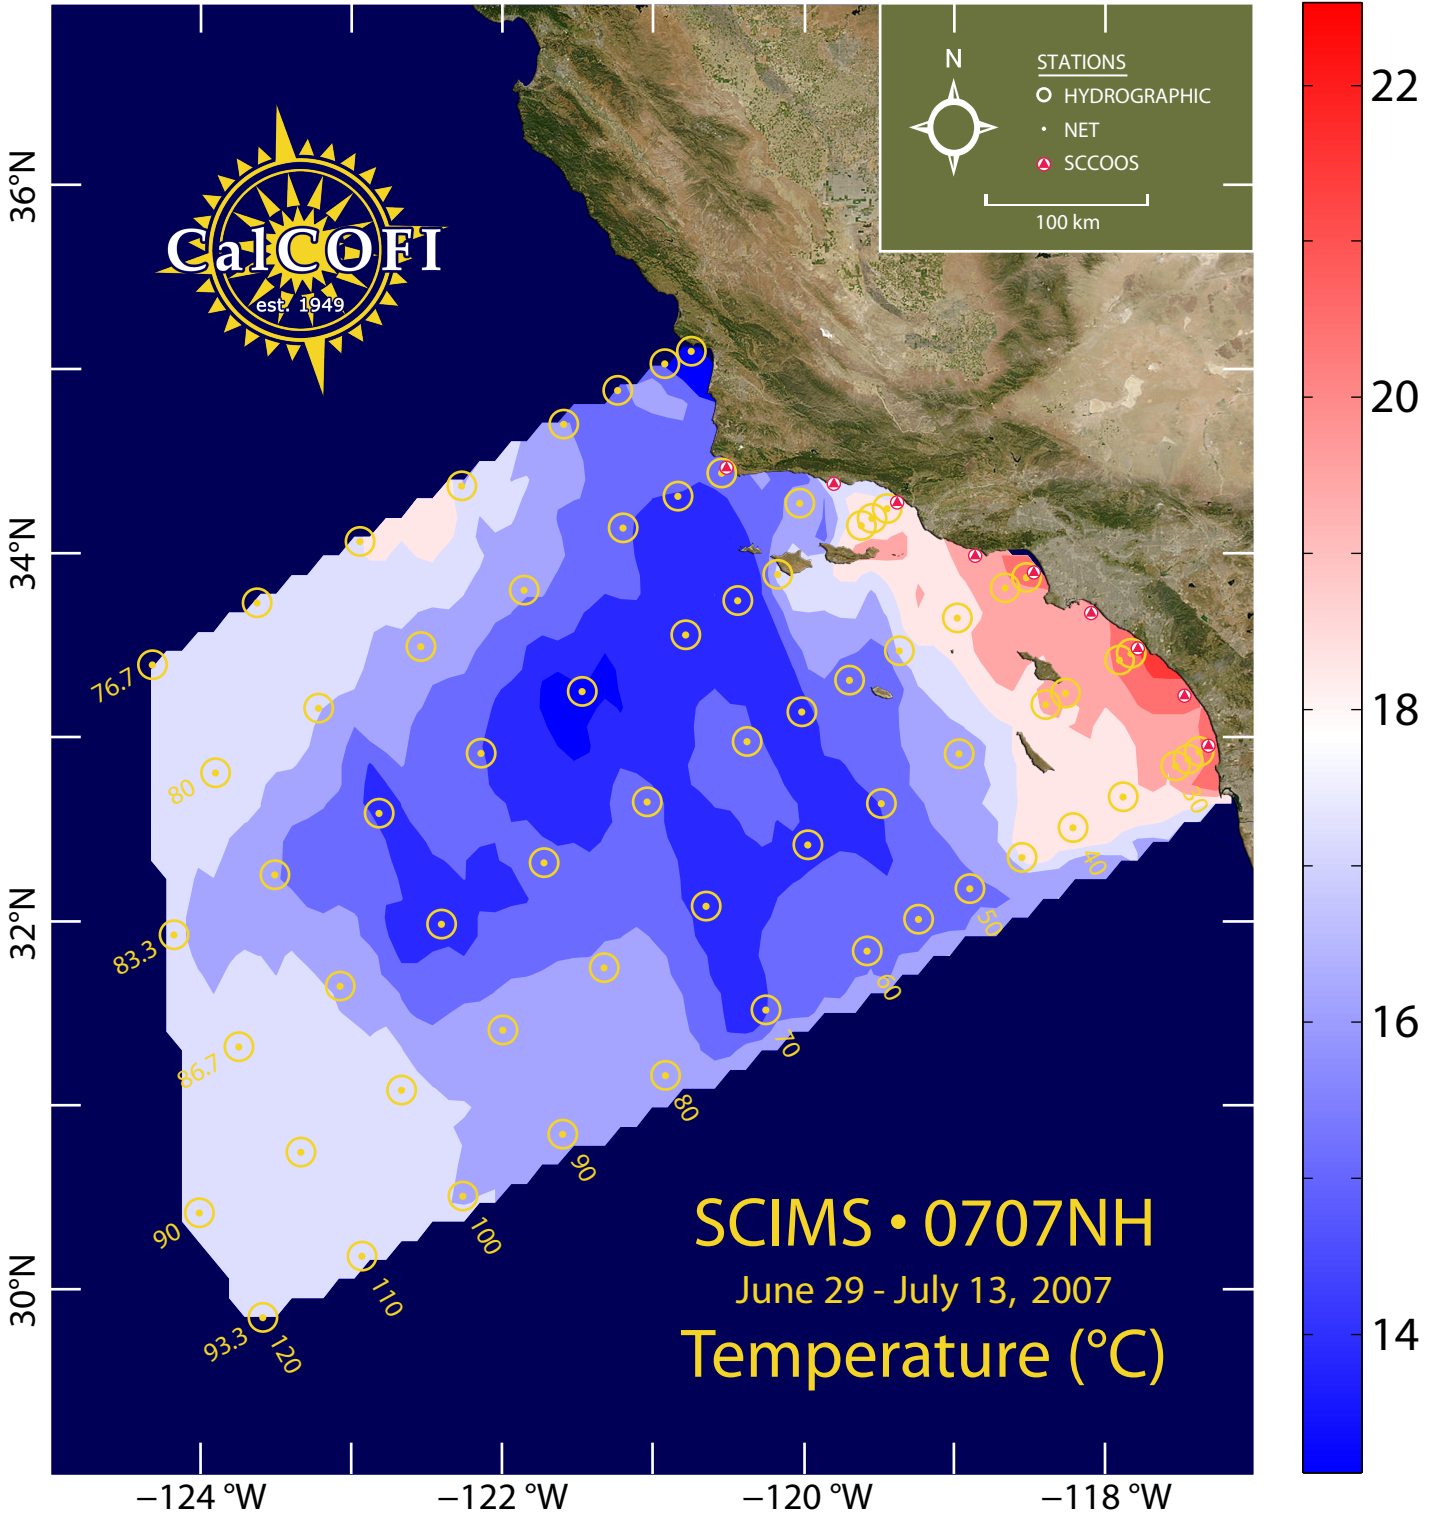 N
STATIONS
HYDROGRAPHIC
NET
SCCOOS
100 km
CalCOFI
est. 1949
36°N
34°N
32°N
30°N
76.7
80
83.3
86.7
90
93.3
30
40
50
60
70
80
90
100
110
120
SCIMS • 0707NH
June 29 - July 13, 2007
Temperature (°C)
−124 °W
−122 °W
−120 °W
−118 °W
22
20
18
16
14